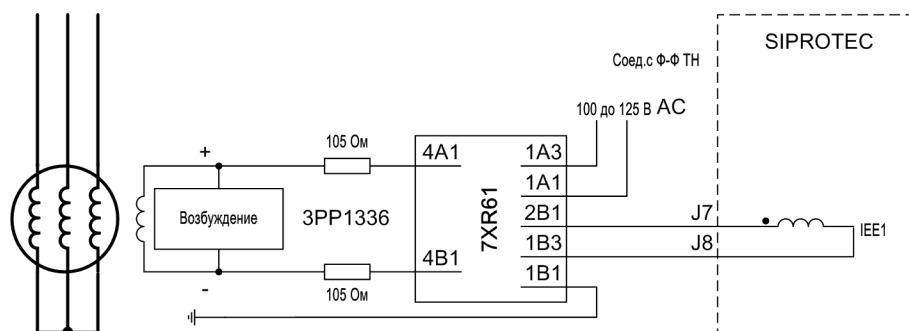 SIPROTEC
Соед.с Ф-Ф ТН
100 до 125 В AC
105 Ом
+
4A1
1A3
1A1
Возбуждение
3PP1336
7XR61
2B1
J7
IEE1
1B3
J8
4B1
1B1
-
105 Ом